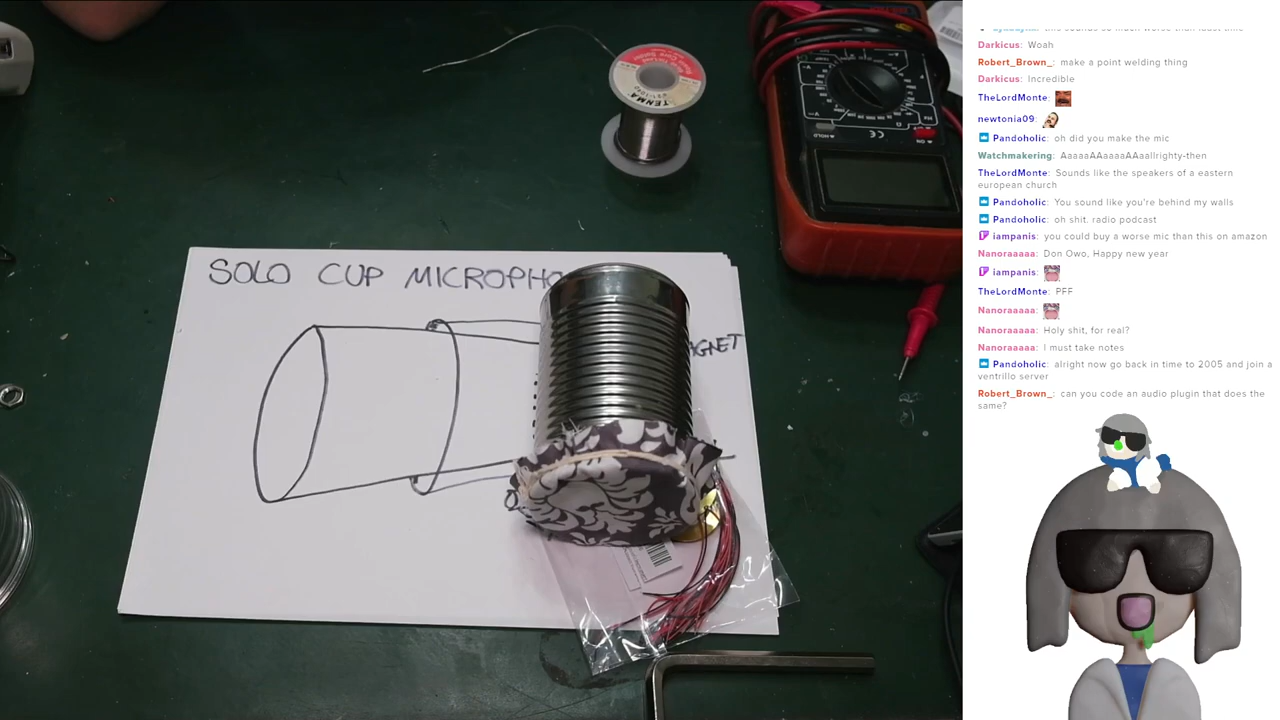 SOLO CUP MICROPHO
AGNET
TENMA
HOLD
Darkicus: Woah
Robert_Brown_: make a point welding thing
Darkicus: Incredible
TheLordMonte:
newtonia09:
Pandoholic: oh did you make the mic
Watchmakering: AaaaaAAaaaaAAaallrighty-then
TheLordMonte: Sounds like the speakers of a eastern
european church
Pandoholic: You sound like you're behind my walls
Pandoholic: oh shit. radio podcast
iampanis: you could buy a worse mic than this on amazon
Nanoraaaaa: Don Owo, Happy new year
iampanis:
TheLordMonte: PFF
Nanoraaaaa:
Nanoraaaaa: Holy shit, for real?
Nanoraaaaa: I must take notes
Pandoholic: alright now go back in time to 2005 and join a
ventrillo server
Robert_Brown_: can you code an audio plugin that does the
same?